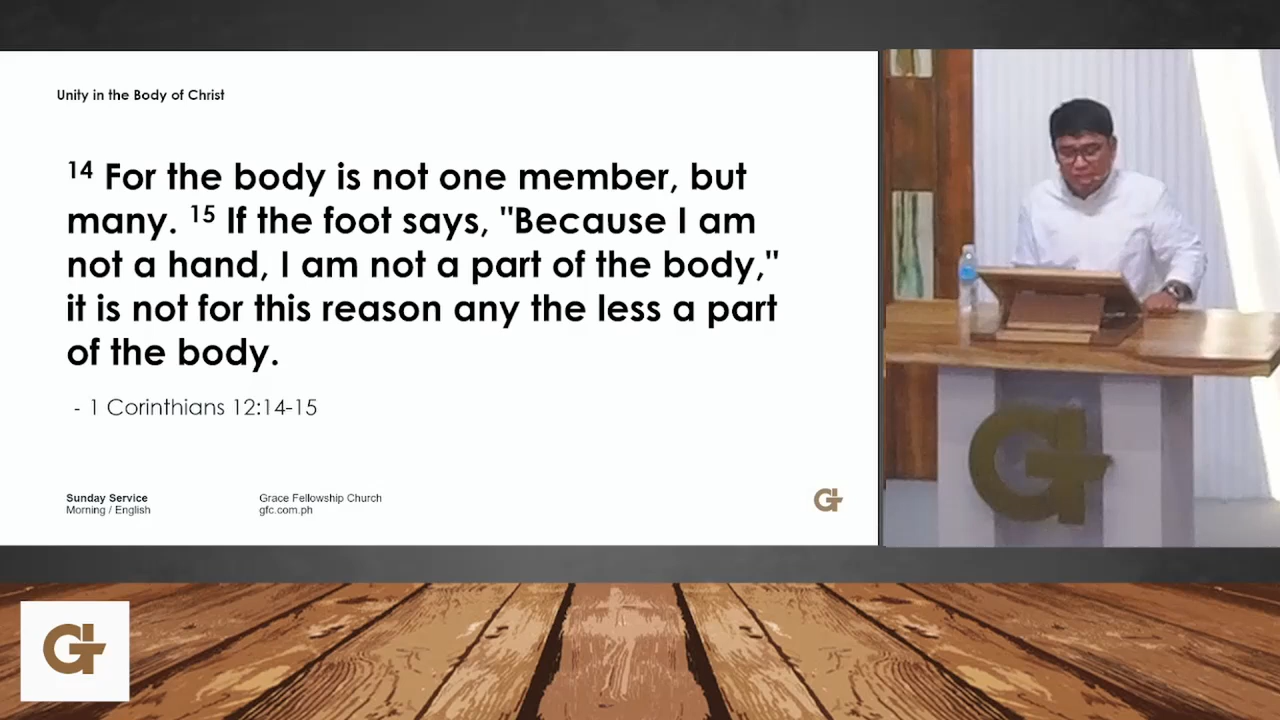 Unity in the Body of Christ
14 For the body is not one member, but
many. 15 If the foot says, "Because I am
not a hand, I am not a part of the body,"
it is not for this reason any the less a part
of the body.
- 1 Corinthians 12:14-15
Sunday Service
Morning / English
Grace Fellowship Church
gfc.com.ph